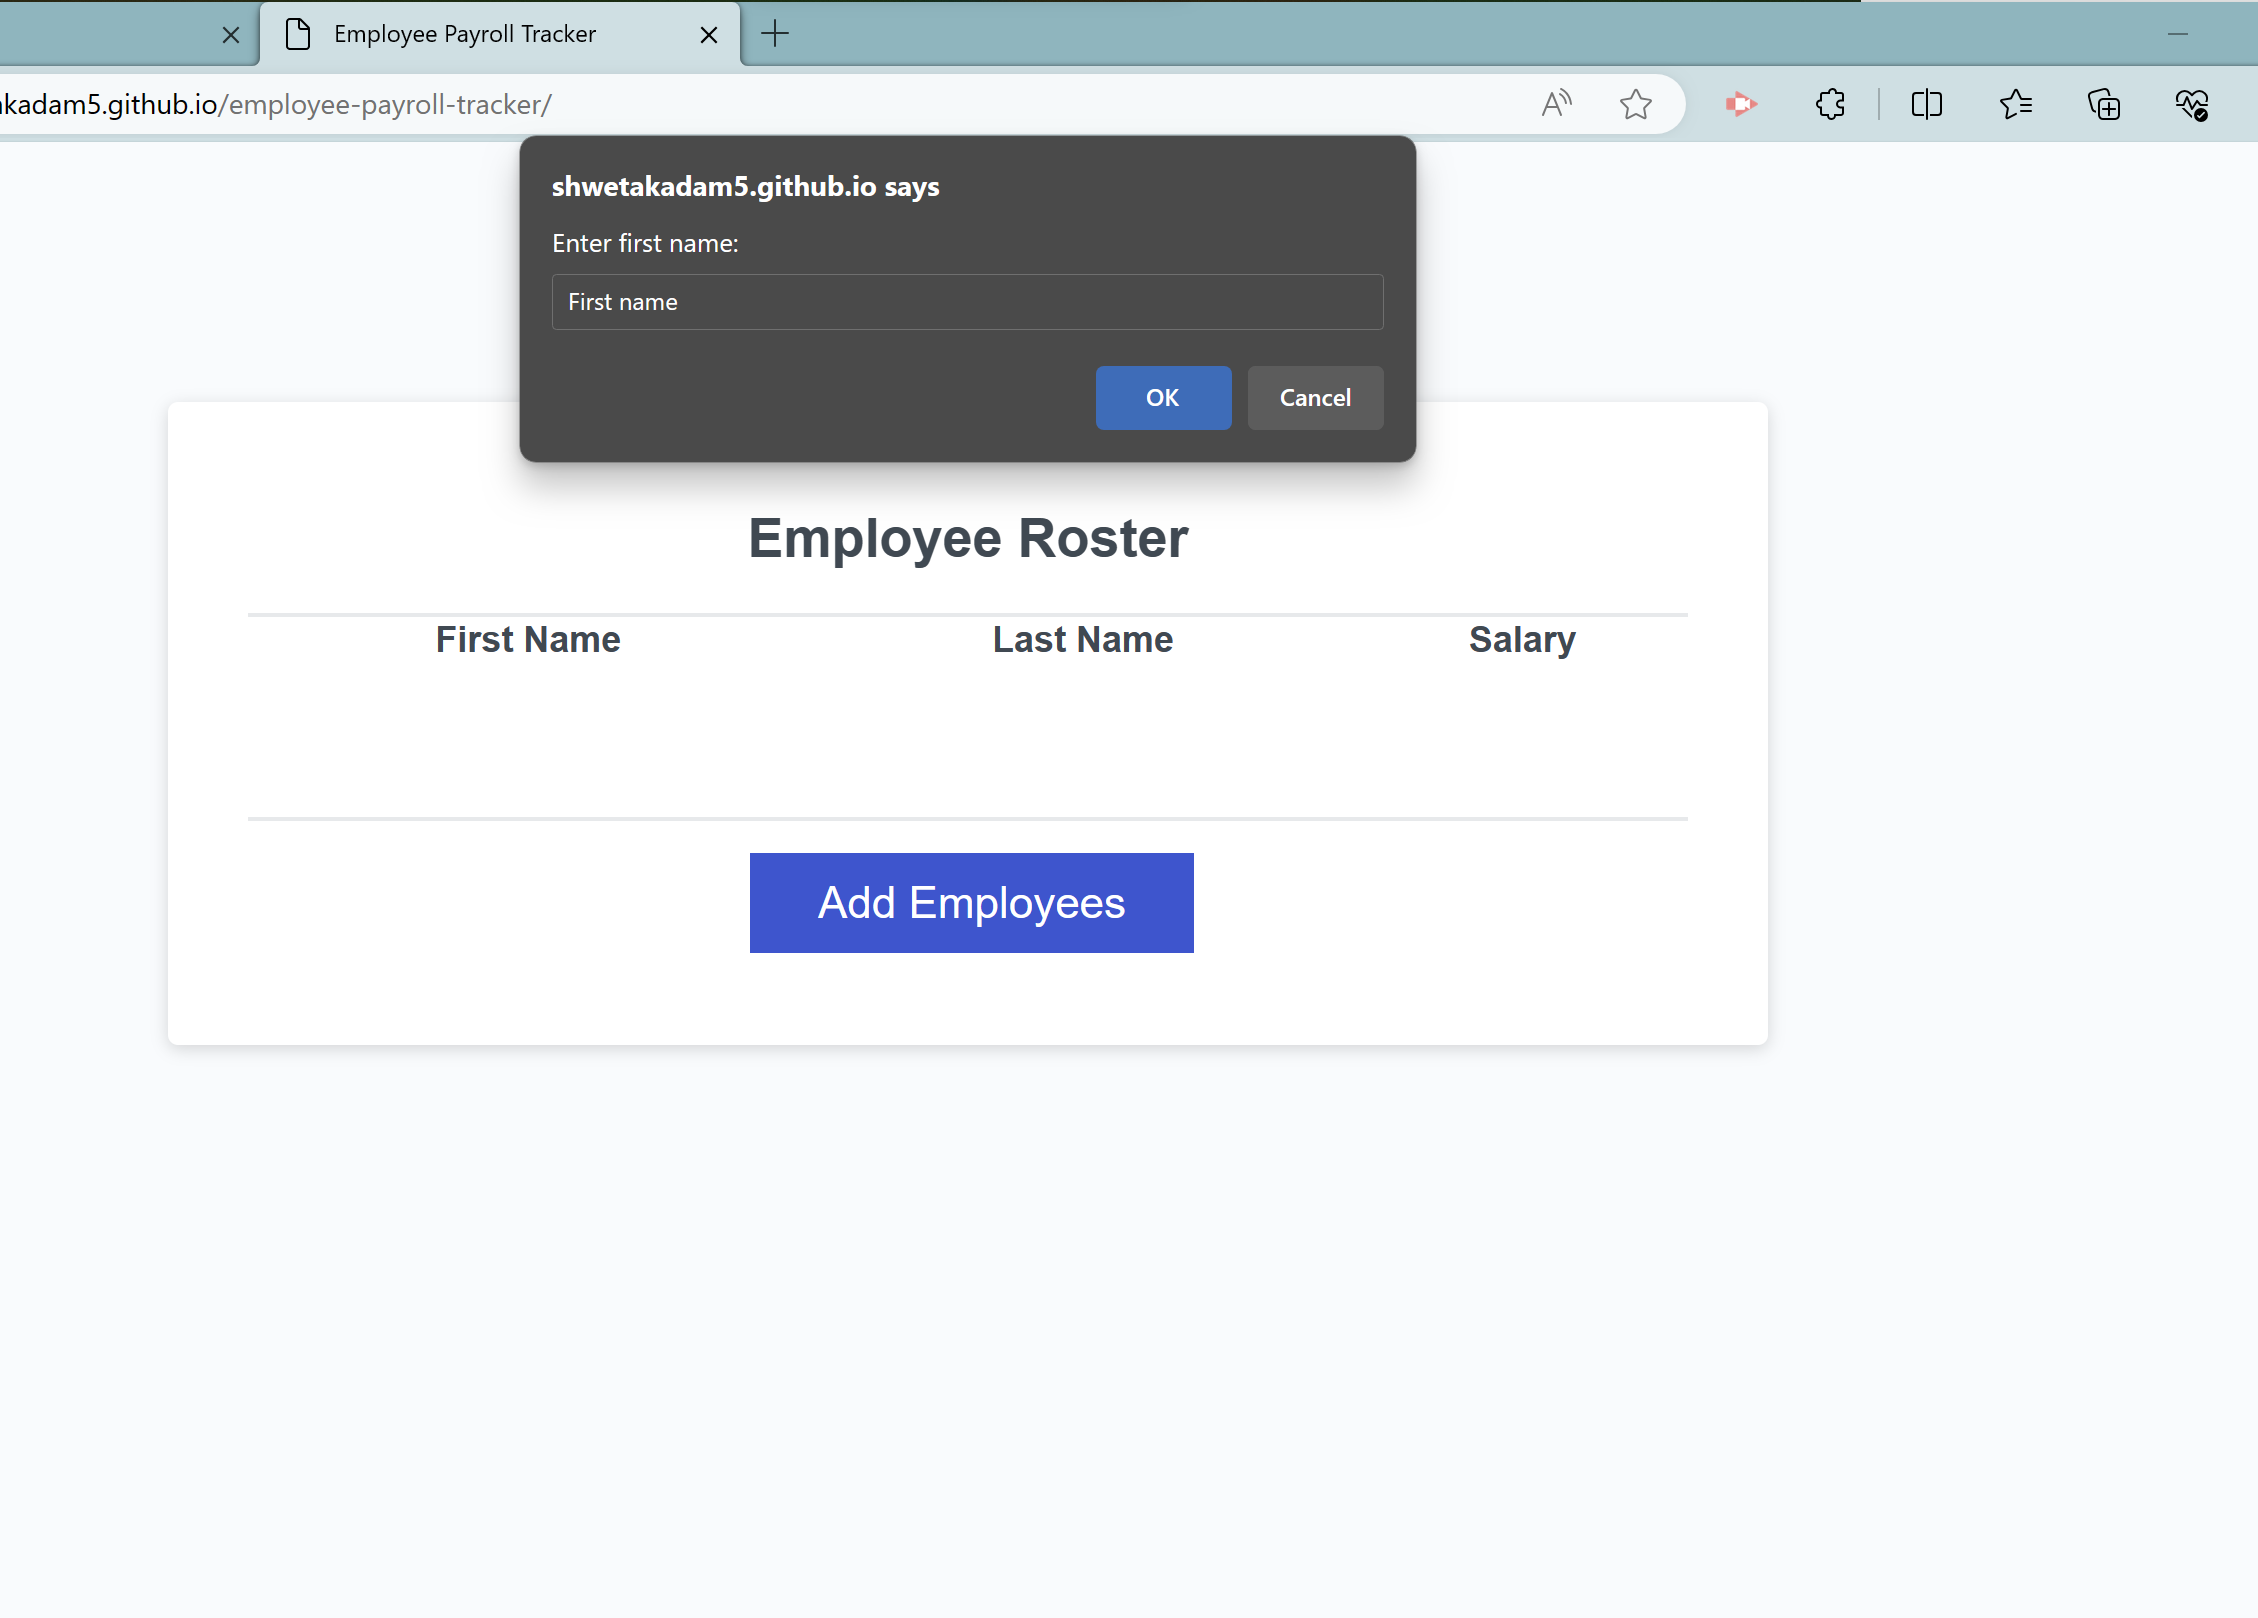 Employee Payroll Tracker
kadam5.github.io/employee-payroll-tracker/
shwetakadam5.github.io says
Enter first name:
First name
OK Cancel
Employee Roster
First Name Last Name Salary
Add Employees